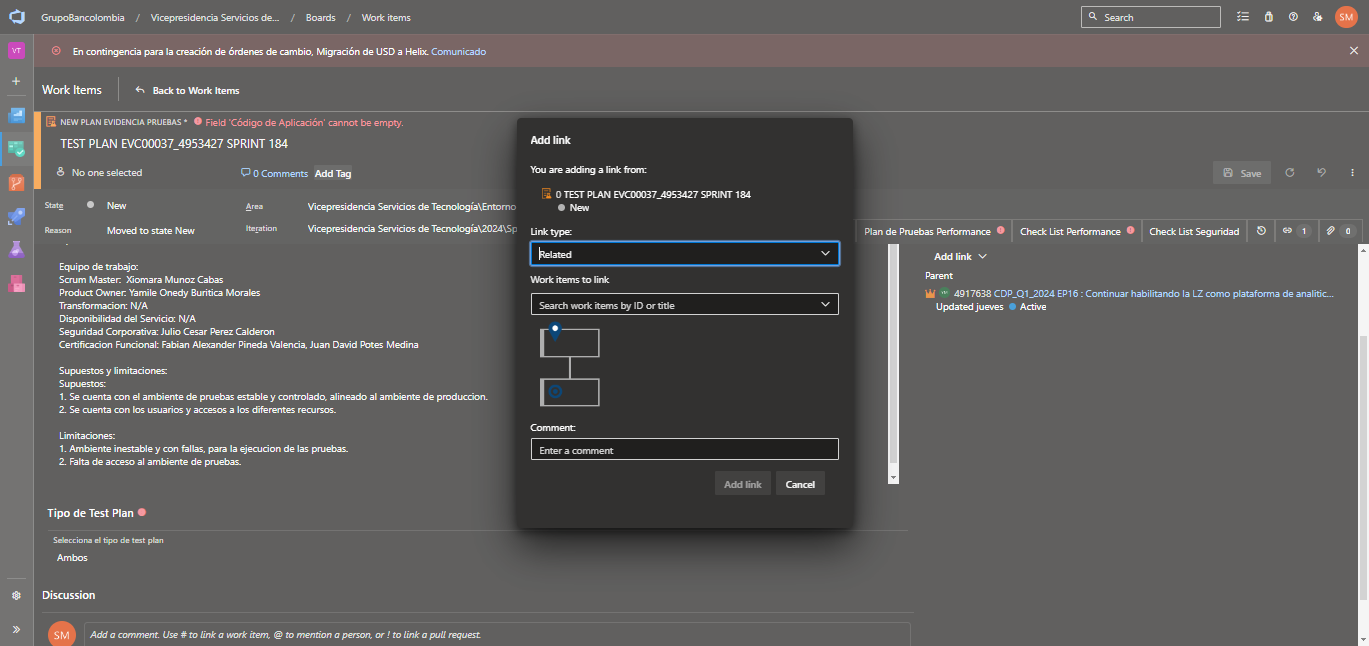 GrupoBancolombia / Vicepresidencia Servicios de... / Boards / Work items
Search
SM
VT
En contingencia para la creación de órdenes de cambio, Migración de USD a Helix. Comunicado
Work Items
Back to Work Items
NEW PLAN EVIDENCIA PRUEBAS *
Field 'Código de Aplicación' cannot be empty.
TEST PLAN EVC00037_4953427 SPRINT 184
No one selected
0 Comments
Add Tag
Save
State
New
Area
Vicepresidencia Servicios de Tecnología\Entorno
Reason
Moved to state New
Iteration
Vicepresidencia Servicios de Tecnología\2024\Sp
Plan de Pruebas Performance
Check List Performance
Check List Seguridad
1
0
Equipo de trabajo:
Scrum Master: Xiomara Munoz Cabas
Product Owner: Yamile Onedy Buritica Morales
Transformacion: N/A
Disponibilidad del Servicio: N/A
Seguridad Corporativa: Julio Cesar Perez Calderon
Certificacion Funcional: Fabian Alexander Pineda Valencia, Juan David Potes Medina
Supuestos y limitaciones:
Supuestos:
1. Se cuenta con el ambiente de pruebas estable y controlado, alineado al ambiente de produccion.
2. Se cuenta con los usuarios y accesos a los diferentes recursos.
Limitaciones:
1. Ambiente inestable y con fallas, para la ejecucion de las pruebas.
2. Falta de acceso al ambiente de pruebas.
Tipo de Test Plan
Selecciona el tipo de test plan
Ambos
Discussion
SM
Add a comment. Use # to link a work item, @ to mention a person, or ! to link a pull request.
Add link
You are adding a link from:
0 TEST PLAN EVC00037_4953427 SPRINT 184
New
Link type:
Related
Work items to link
Search work items by ID or title
Comment:
Enter a comment
Add link
Cancel
Add link
Parent
4917638 CDP_Q1_2024 EP16 : Continuar habilitando la LZ como plataforma de analitic...
Updated jueves
Active